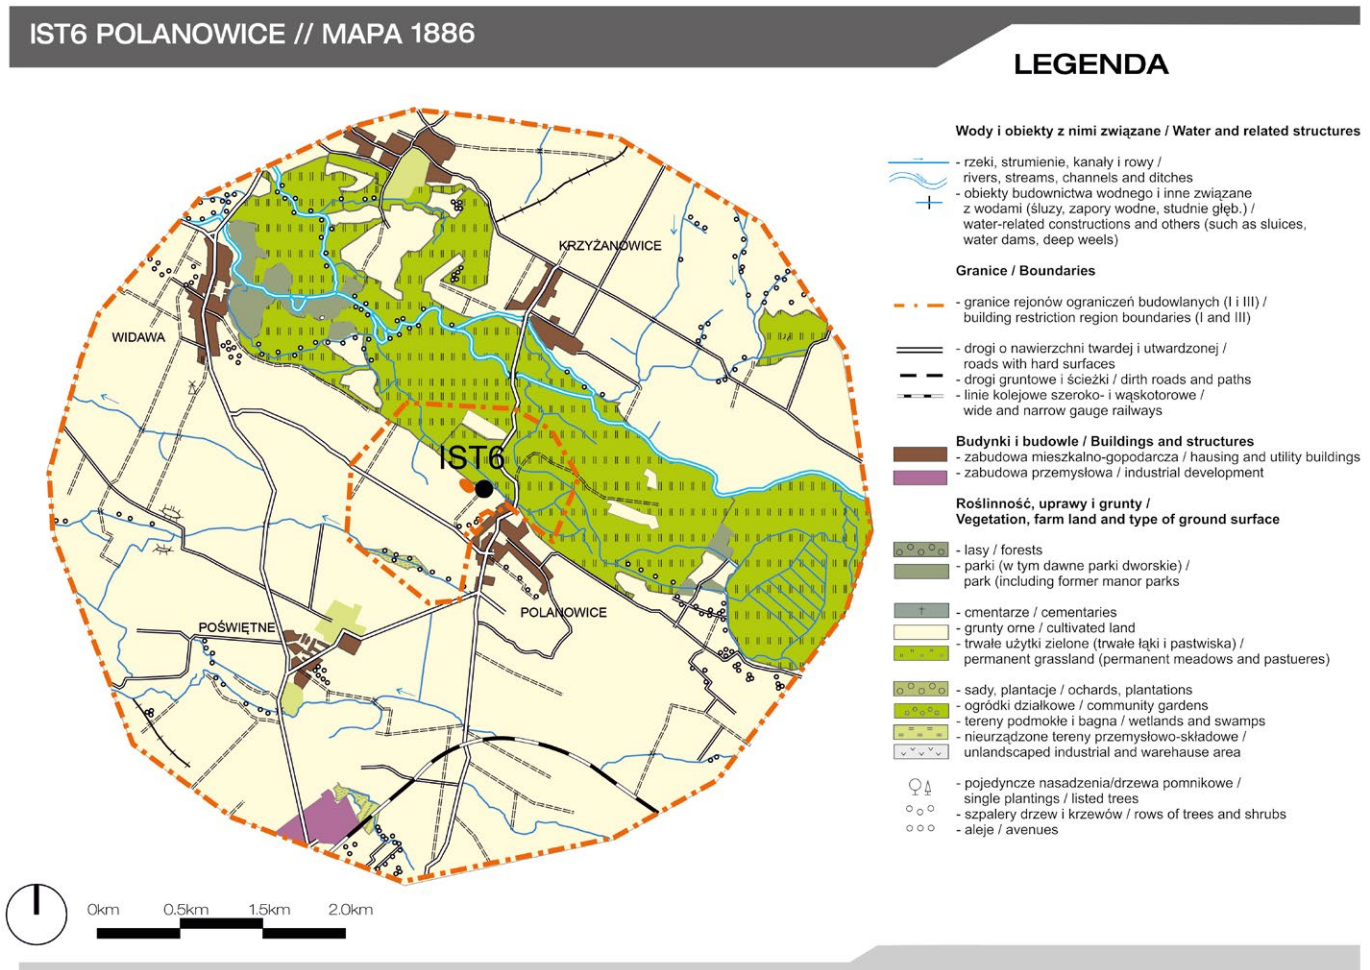 IST6 POLANOWICE // MAPA 1886
LEGENDA
Wody i obiekty z nimi związane / Water and related structures
- rzeki, strumienie, kanały i rowy /
rivers, streams, channels and ditches
- obiekty budownictwa wodnego i inne związane
z wodami (śluzy, zapory wodne, studnie głęb.) /
water-related constructions and others (such as sluices,
water dams, deep weels)
Granice / Boundaries
- granice rejonów ograniczeń budowlanych (I i III) /
building restriction region boundaries (I and III)
- drogi o nawierzchni twardej i utwardzonej /
roads with hard surfaces
- drogi gruntowe i ścieżki / dirth roads and paths
- linie kolejowe szeroko- i wąskotorowe /
wide and narrow gauge railways
Budynki i budowle / Buildings and structures
- zabudowa mieszkalno-gopodarcza / hausing and utility buildings
- zabudowa przemysłowa / industrial development
Roślinność, uprawy i grunty /
Vegetation, farm land and type of ground surface
- lasy / forests
- parki (w tym dawne parki dworskie) /
park (including former manor parks
- cmentarze / cementaries
- grunty orne / cultivated land
- trwałe użytki zielone (trwałe łąki i pastwiska) /
permanent grassland (permanent meadows and pastueres)
- sady, plantacje / ochards, plantations
- ogródki działkowe / community gardens
- tereny podmokłe i bagna / wetlands and swamps
- nieurządzone tereny przemysłowo-składowe /
unlandscaped industrial and warehause area
- pojedyncze nasadzenia/drzewa pomnikowe /
single plantings / listed trees
- szpalery drzew i krzewów / rows of trees and shrubs
- aleje / avenues
KRZYŻANOWICE
WIDAWA
IST6
POLANOWICE
POŚWIĘTNE
0km 0.5km 1.5km 2.0km